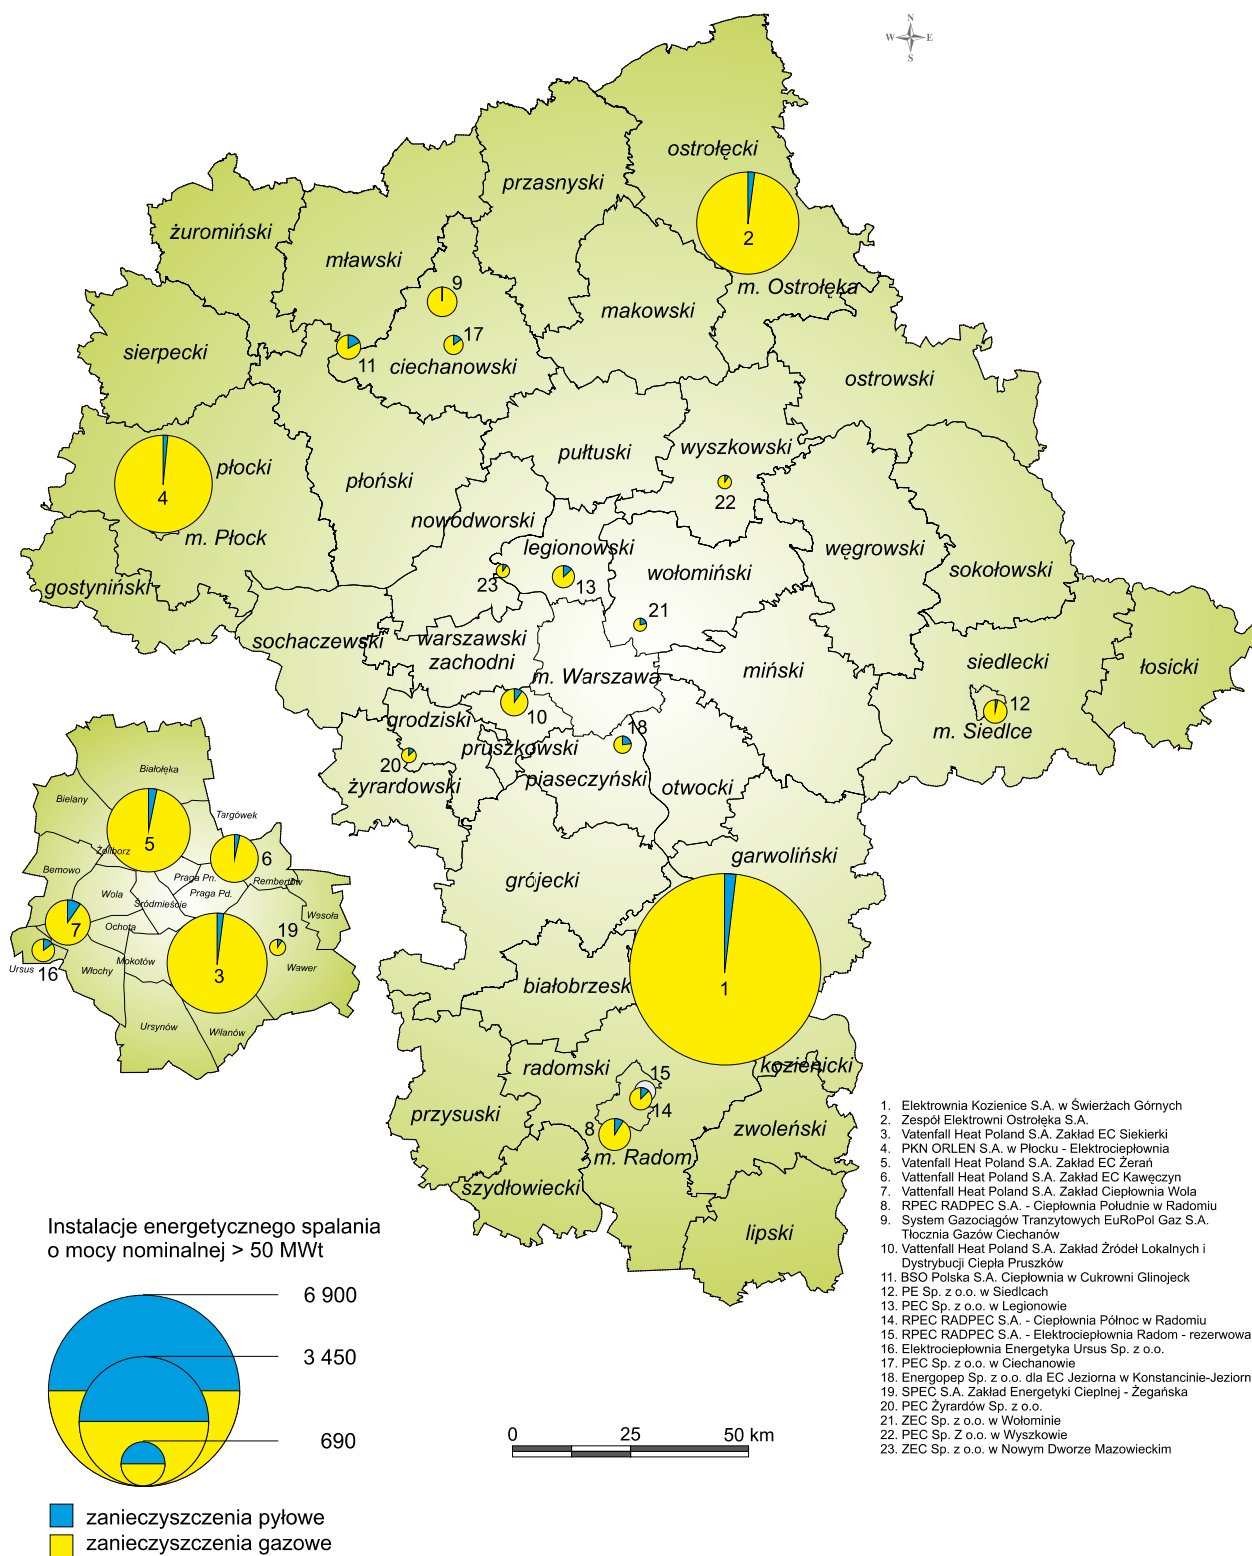 N
W E
S
ostrołęcki
przasnyski
żuromiński
mławski
2
9
m. Ostrołęka
makowski
17
sierpecki
11
ciechanowski
ostrowski
płocki
pułtuski
wyszkowski
płoński
4
22
nowodworski
m. Płock
legionowski
węgrowski
wołomiński
sokołowski
gostyniński
23
13
21
sochaczewski
warszawski
zachodni
m. Warszawa
miński
siedlecki
łosicki
12
grodziski
10
18
m. Siedlce
pruszkowski
20
żyrardowski
piaseczyński
otwocki
Białołęka
Bielany
Targówek
5
Żoliborz
6
garwoliński
Bemowo
Praga Pn.
Rembertów
grójecki
Wola
Praga Pd.
Śródmieście
Wesoła
7
Ochota
19
Ursus
16
Włochy
Mokotów
3
Wawer
białobrzesk
1
Ursynów
Wilanów
radomski
kozienicki
15
przysuski
14
8
zwoleński
m. Radom
szydłowiecki
lipski
1. Elektrownia Kozienice S.A. w Świerżach Górnych
2. Zespół Elektrowni Ostrołęka S.A.
3. Vatenfall Heat Poland S.A. Zakład EC Siekierki
4. PKN ORLEN S.A. w Płocku - Elektrociepłownia
5. Vatenfall Heat Poland S.A. Zakład EC Żerań
6. Vattenfall Heat Poland S.A. Zakład EC Kawęczyn
7. Vattenfall Heat Poland S.A. Zakład Ciepłownia Wola
8. RPEC RADPEC S.A. - Ciepłownia Południe w Radomiu
9. System Gazociągów Tranzytowych EuRoPol Gaz S.A.
Tłocznia Gazów Ciechanów
10. Vattenfall Heat Poland S.A. Zakład Źródeł Lokalnych i
Dystrybucji Ciepła Pruszków
11. BSO Polska S.A. Ciepłownia w Cukrowni Glinojeck
12. PE Sp. z o.o. w Siedlcach
13. PEC Sp. z o.o. w Legionowie
14. RPEC RADPEC S.A. - Ciepłownia Północ w Radomiu
15. RPEC RADPEC S.A. - Elektrociepłownia Radom - rezerwowa
16. Elektrociepłownia Energetyka Ursus Sp. z o.o.
17. PEC Sp. z o.o. w Ciechanowie
18. Energopep Sp. z o.o. dla EC Jeziorna w Konstancinie-Jeziorn
19. SPEC S.A. Zakład Energetyki Cieplnej - Żegańska
20. PEC Żyrardów Sp. z o.o.
21. ZEC Sp. z o.o. w Wołominie
22. PEC Sp. Z o.o. w Wyszkowie
23. ZEC Sp. z o.o. w Nowym Dworze Mazowieckim
Instalacje energetycznego spalania
o mocy nominalnej > 50 MWt
6 900
3 450
690
0 25 50 km
zanieczyszczenia pyłowe
zanieczyszczenia gazowe